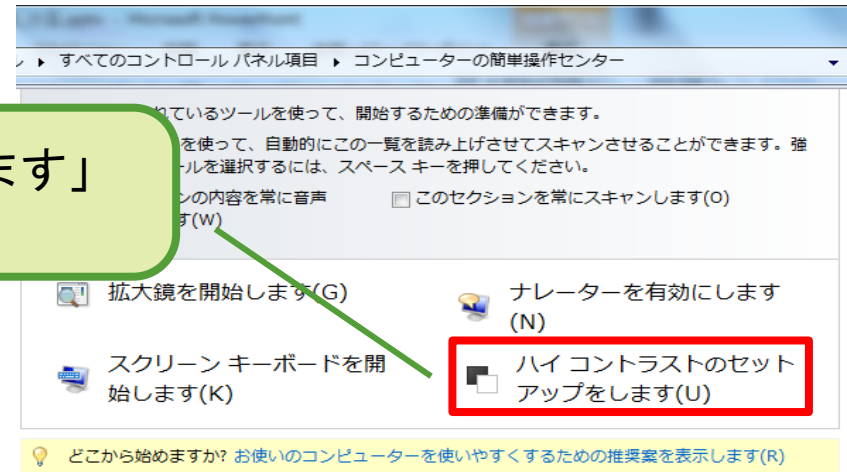 すべてのコントロール パネル項目 ▸ コンピューターの簡単操作センター
れているツールを使って、開始するための準備ができます。
を使って、自動的にこの一覧を読み上げさせてスキャンさせることができます。強
ールを選択するには、スペース キーを押してください。
ます」
ンの内容を常に音声
す(W)
このセクションを常にスキャンします(O)
拡大鏡を開始します(G)
ナレーターを有効にします
(N)
スクリーン キーボードを開
始します(K)
ハイ コントラストのセット
アップをします(U)
どこから始めますか? お使いのコンピューターを使いやすくするための推奨案を表示します(R)